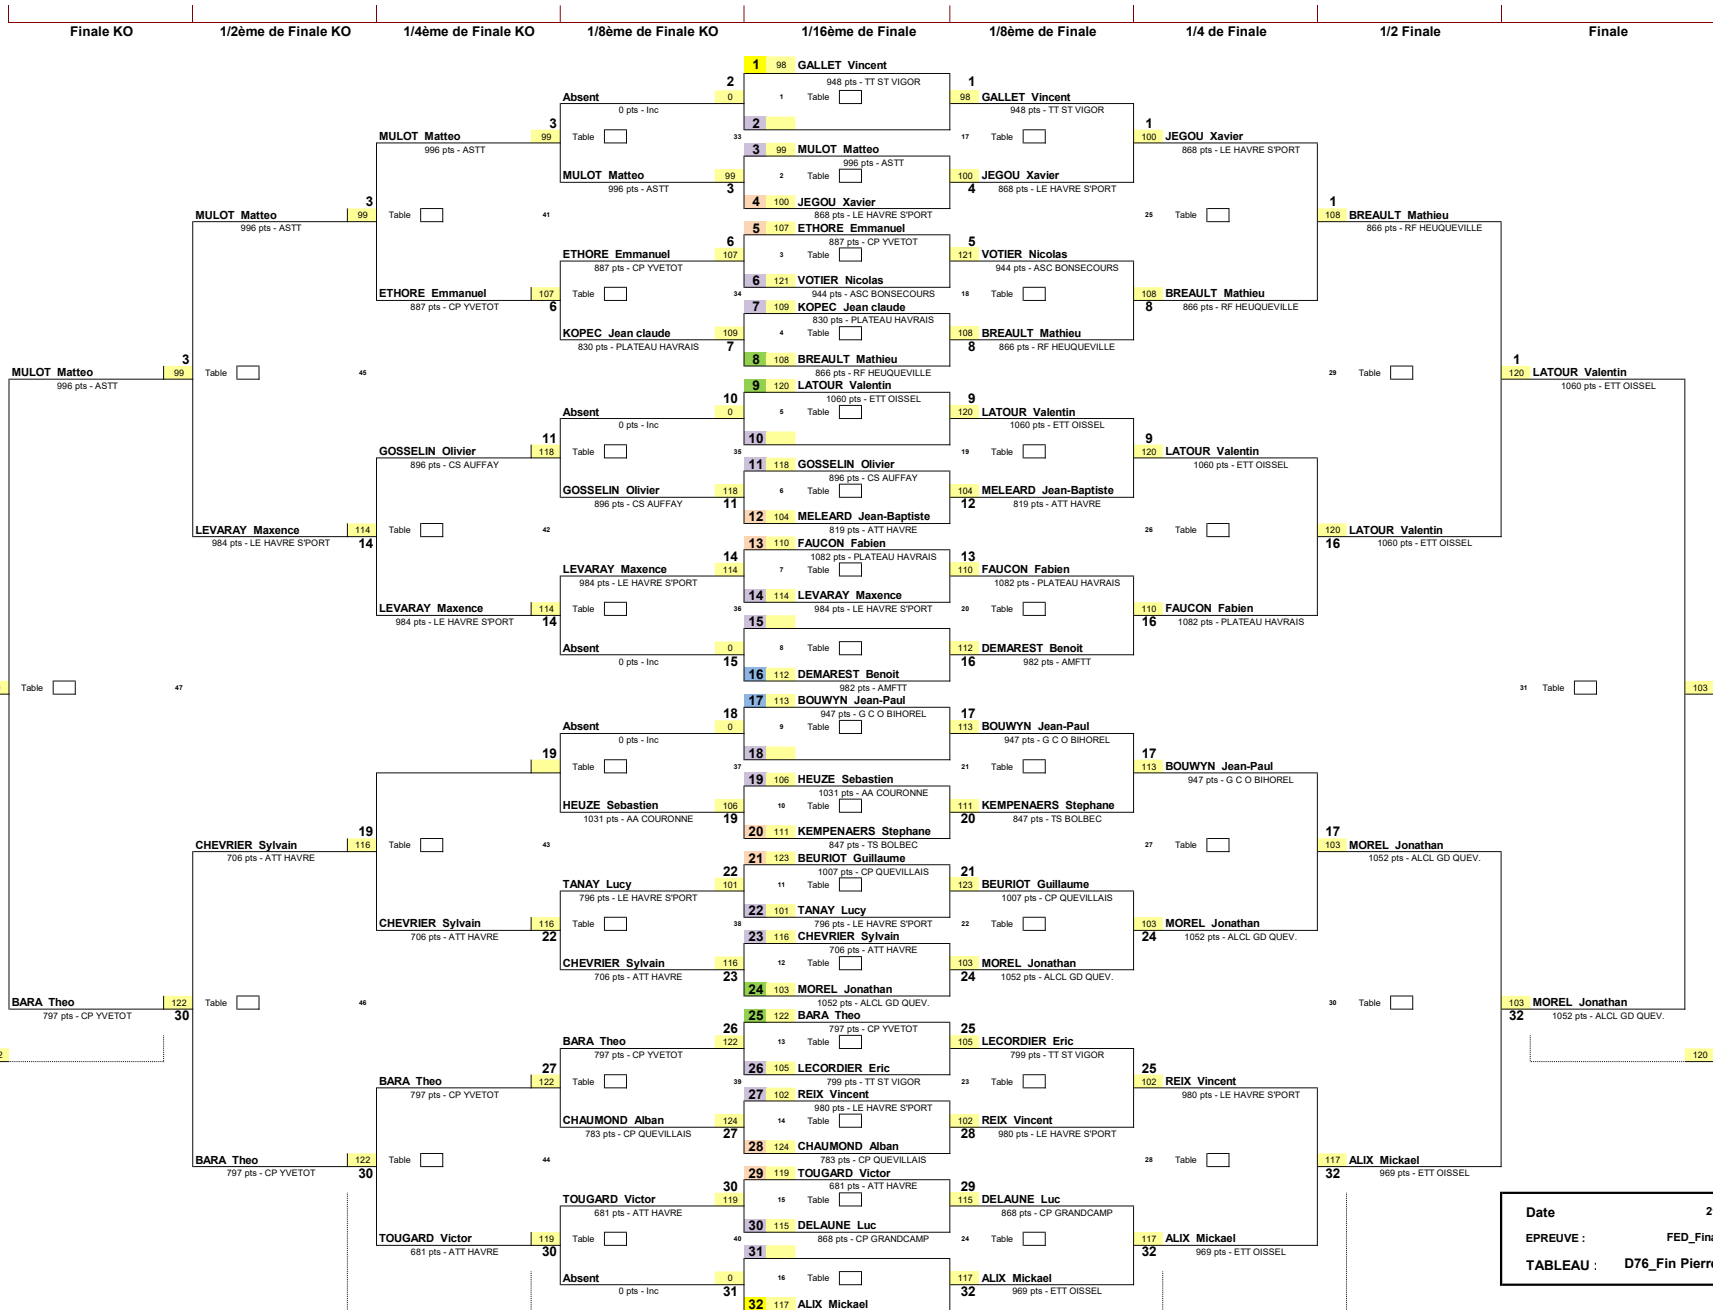 Finale KO 1/2ème de Finale KO 1/4ème de Finale KO 1/8ème de Finale KO 1/16ème de Finale 1/8ème de Finale 1/4 de Finale 1/2 Finale Finale
1 98 GALLET Vincent
2 948 pts - TT ST VIGOR 1
Absent 0 1 Table 98 GALLET Vincent
0 pts - Inc 948 pts - TT ST VIGOR
3 2 1
MULOT Matteo 99 Table 33 17 Table 100 JEGOU Xavier
996 pts - ASTT 3 99 MULOT Matteo 868 pts - LE HAVRE S'PORT
996 pts - ASTT
MULOT Matteo 99 2 Table 100 JEGOU Xavier
996 pts - ASTT 3 4 868 pts - LE HAVRE S'PORT
3 4 100 JEGOU Xavier 1
MULOT Matteo 99 Table 41 868 pts - LE HAVRE S'PORT 25 Table 108 BREAULT Mathieu
996 pts - ASTT 5 107 ETHORE Emmanuel 866 pts - RF HEUQUEVILLE
6 887 pts - CP YVETOT 5
ETHORE Emmanuel 107 3 Table 121 VOTIER Nicolas
887 pts - CP YVETOT 944 pts - ASC BONSECOURS
6 121 VOTIER Nicolas
ETHORE Emmanuel 107 Table 34 944 pts - ASC BONSECOURS 18 Table 108 BREAULT Mathieu
887 pts - CP YVETOT 6 7 109 KOPEC Jean claude 8 866 pts - RF HEUQUEVILLE
830 pts - PLATEAU HAVRAIS
KOPEC Jean claude 109 4 Table 108 BREAULT Mathieu
830 pts - PLATEAU HAVRAIS 7 8 866 pts - RF HEUQUEVILLE
3 8 108 BREAULT Mathieu 1
MULOT Matteo 99 Table 45 866 pts - RF HEUQUEVILLE 29 Table 120 LATOUR Valentin
996 pts - ASTT 9 120 LATOUR Valentin 1060 pts - ETT OISSEL
10 1060 pts - ETT OISSEL 9
Absent 0 5 Table 120 LATOUR Valentin
0 pts - Inc 1060 pts - ETT OISSEL
11 10 9
GOSSELIN Olivier 118 Table 35 19 Table 120 LATOUR Valentin
896 pts - CS AUFFAY 11 118 GOSSELIN Olivier 1060 pts - ETT OISSEL
896 pts - CS AUFFAY
GOSSELIN Olivier 118 6 Table 104 MELEARD Jean-Baptiste
896 pts - CS AUFFAY 11 12 819 pts - ATT HAVRE
12 104 MELEARD Jean-Baptiste
LEVARAY Maxence 114 Table 42 819 pts - ATT HAVRE 26 Table 120 LATOUR Valentin
984 pts - LE HAVRE S'PORT 14 13 110 FAUCON Fabien 16 1060 pts - ETT OISSEL
14 1082 pts - PLATEAU HAVRAIS 13
LEVARAY Maxence 114 7 Table 110 FAUCON Fabien
984 pts - LE HAVRE S'PORT 1082 pts - PLATEAU HAVRAIS
14 114 LEVARAY Maxence
LEVARAY Maxence 114 Table 36 984 pts - LE HAVRE S'PORT 20 Table 110 FAUCON Fabien
984 pts - LE HAVRE S'PORT 14 15 16 1082 pts - PLATEAU HAVRAIS
Absent 0 8 Table 112 DEMAREST Benoit
0 pts - Inc 15 16 982 pts - AMFTT
16 112 DEMAREST Benoit
Table 47 982 pts - AMFTT 31 Table 103
17 113 BOUWYN Jean-Paul
18 947 pts - G C O BIHOREL 17
Absent 0 9 Table 113 BOUWYN Jean-Paul
0 pts - Inc 947 pts - G C O BIHOREL
19 18 17
Table 37 21 Table 113 BOUWYN Jean-Paul
19 106 HEUZE Sebastien 947 pts - G C O BIHOREL
1031 pts - AA COURONNE
HEUZE Sebastien 106 10 Table 111 KEMPENAERS Stephane
1031 pts - AA COURONNE 19 20 847 pts - TS BOLBEC
19 20 111 KEMPENAERS Stephane 17
CHEVRIER Sylvain 116 Table 43 847 pts - TS BOLBEC 27 Table 103 MOREL Jonathan
706 pts - ATT HAVRE 21 123 BEURIOT Guillaume 1052 pts - ALCL GD QUEV.
22 1007 pts - CP QUEVILLAIS 21
TANAY Lucy 101 11 Table 123 BEURIOT Guillaume
796 pts - LE HAVRE S'PORT 1007 pts - CP QUEVILLAIS
22 101 TANAY Lucy
CHEVRIER Sylvain 116 Table 38 796 pts - LE HAVRE S'PORT 22 Table 103 MOREL Jonathan
706 pts - ATT HAVRE 22 23 116 CHEVRIER Sylvain 24 1052 pts - ALCL GD QUEV.
706 pts - ATT HAVRE
CHEVRIER Sylvain 116 12 Table 103 MOREL Jonathan
706 pts - ATT HAVRE 23 24 1052 pts - ALCL GD QUEV.
24 103 MOREL Jonathan
BARA Theo 122 Table 46 1052 pts - ALCL GD QUEV. 30 Table 103 MOREL Jonathan
797 pts - CP YVETOT 30 25 122 BARA Theo 32 1052 pts - ALCL GD QUEV.
26 797 pts - CP YVETOT 25
BARA Theo 122 13 Table 105 LECORDIER Eric
797 pts - CP YVETOT 799 pts - TT ST VIGOR 120
27 26 105 LECORDIER Eric 25
BARA Theo 122 Table 39 799 pts - TT ST VIGOR 23 Table 102 REIX Vincent
797 pts - CP YVETOT 27 102 REIX Vincent 980 pts - LE HAVRE S'PORT
980 pts - LE HAVRE S'PORT
CHAUMOND Alban 124 14 Table 102 REIX Vincent
783 pts - CP QUEVILLAIS 27 28 980 pts - LE HAVRE S'PORT
28 124 CHAUMOND Alban
BARA Theo 122 Table 44 783 pts - CP QUEVILLAIS 28 Table 117 ALIX Mickael
797 pts - CP YVETOT 30 29 119 TOUGARD Victor 32 969 pts - ETT OISSEL
30 681 pts - ATT HAVRE 29
TOUGARD Victor 119 15 Table 115 DELAUNE Luc
681 pts - ATT HAVRE 868 pts - CP GRANDCAMP
30 115 DELAUNE Luc
TOUGARD Victor 119 Table 40 868 pts - CP GRANDCAMP 24 Table 117 ALIX Mickael
681 pts - ATT HAVRE 30 31 32 969 pts - ETT OISSEL
Absent 0 16 Table 117 ALIX Mickael
0 pts - Inc 31 32 969 pts - ETT OISSEL
32 117 ALIX Mickael
Date 2
EPREUVE : FED_Fina
TABLEAU : D76_Fin Pierre